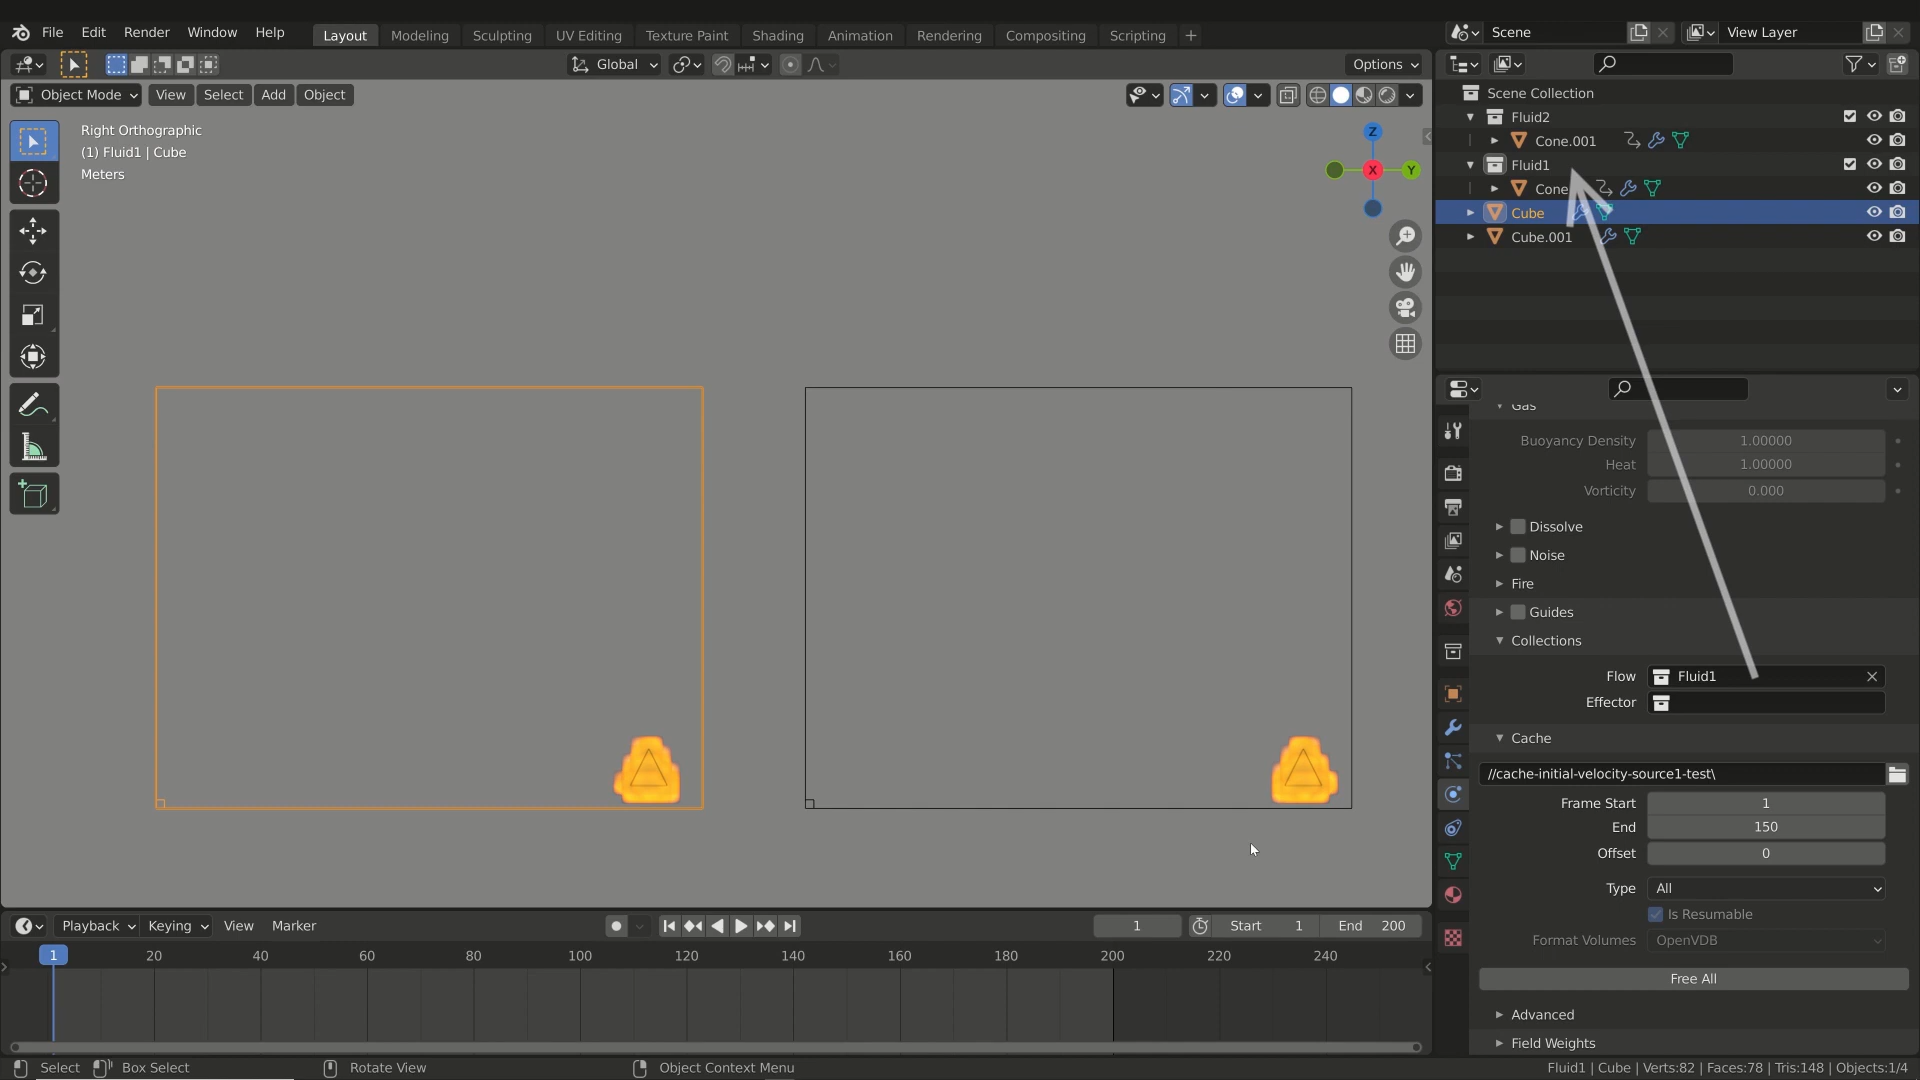 File Edit Render Window Help Layout Modeling Sculpting UV Editing Texture Paint Shading Animation Rendering Compositing Scripting + Scene View Layer
Global Options
Object Mode View Select Add Object
Right Orthographic
(1) Fluid1 | Cube
Meters
Z
X
Y
Scene Collection
Fluid2
Cone.001
Fluid1
Cone
Cube
Cube.001
Gas
Buoyancy Density 1.00000
Heat 1.00000
Vorticity 0.000
Dissolve
Noise
Fire
Guides
Collections
Flow Fluid1
Effector
Cache
//cache-initial-velocity-source1-test\
Frame Start 1
End 150
Offset 0
Type All
Is Resumable
Format Volumes OpenVDB
Free All
Advanced
Field Weights
Playback Keying View Marker 1 Start 1 End 200
1 20 40 60 80 100 120 140 160 180 200 220 240
Select Box Select Rotate View Object Context Menu Fluid1 | Cube | Verts:82 | Faces:78 | Tris:148 | Objects:1/4